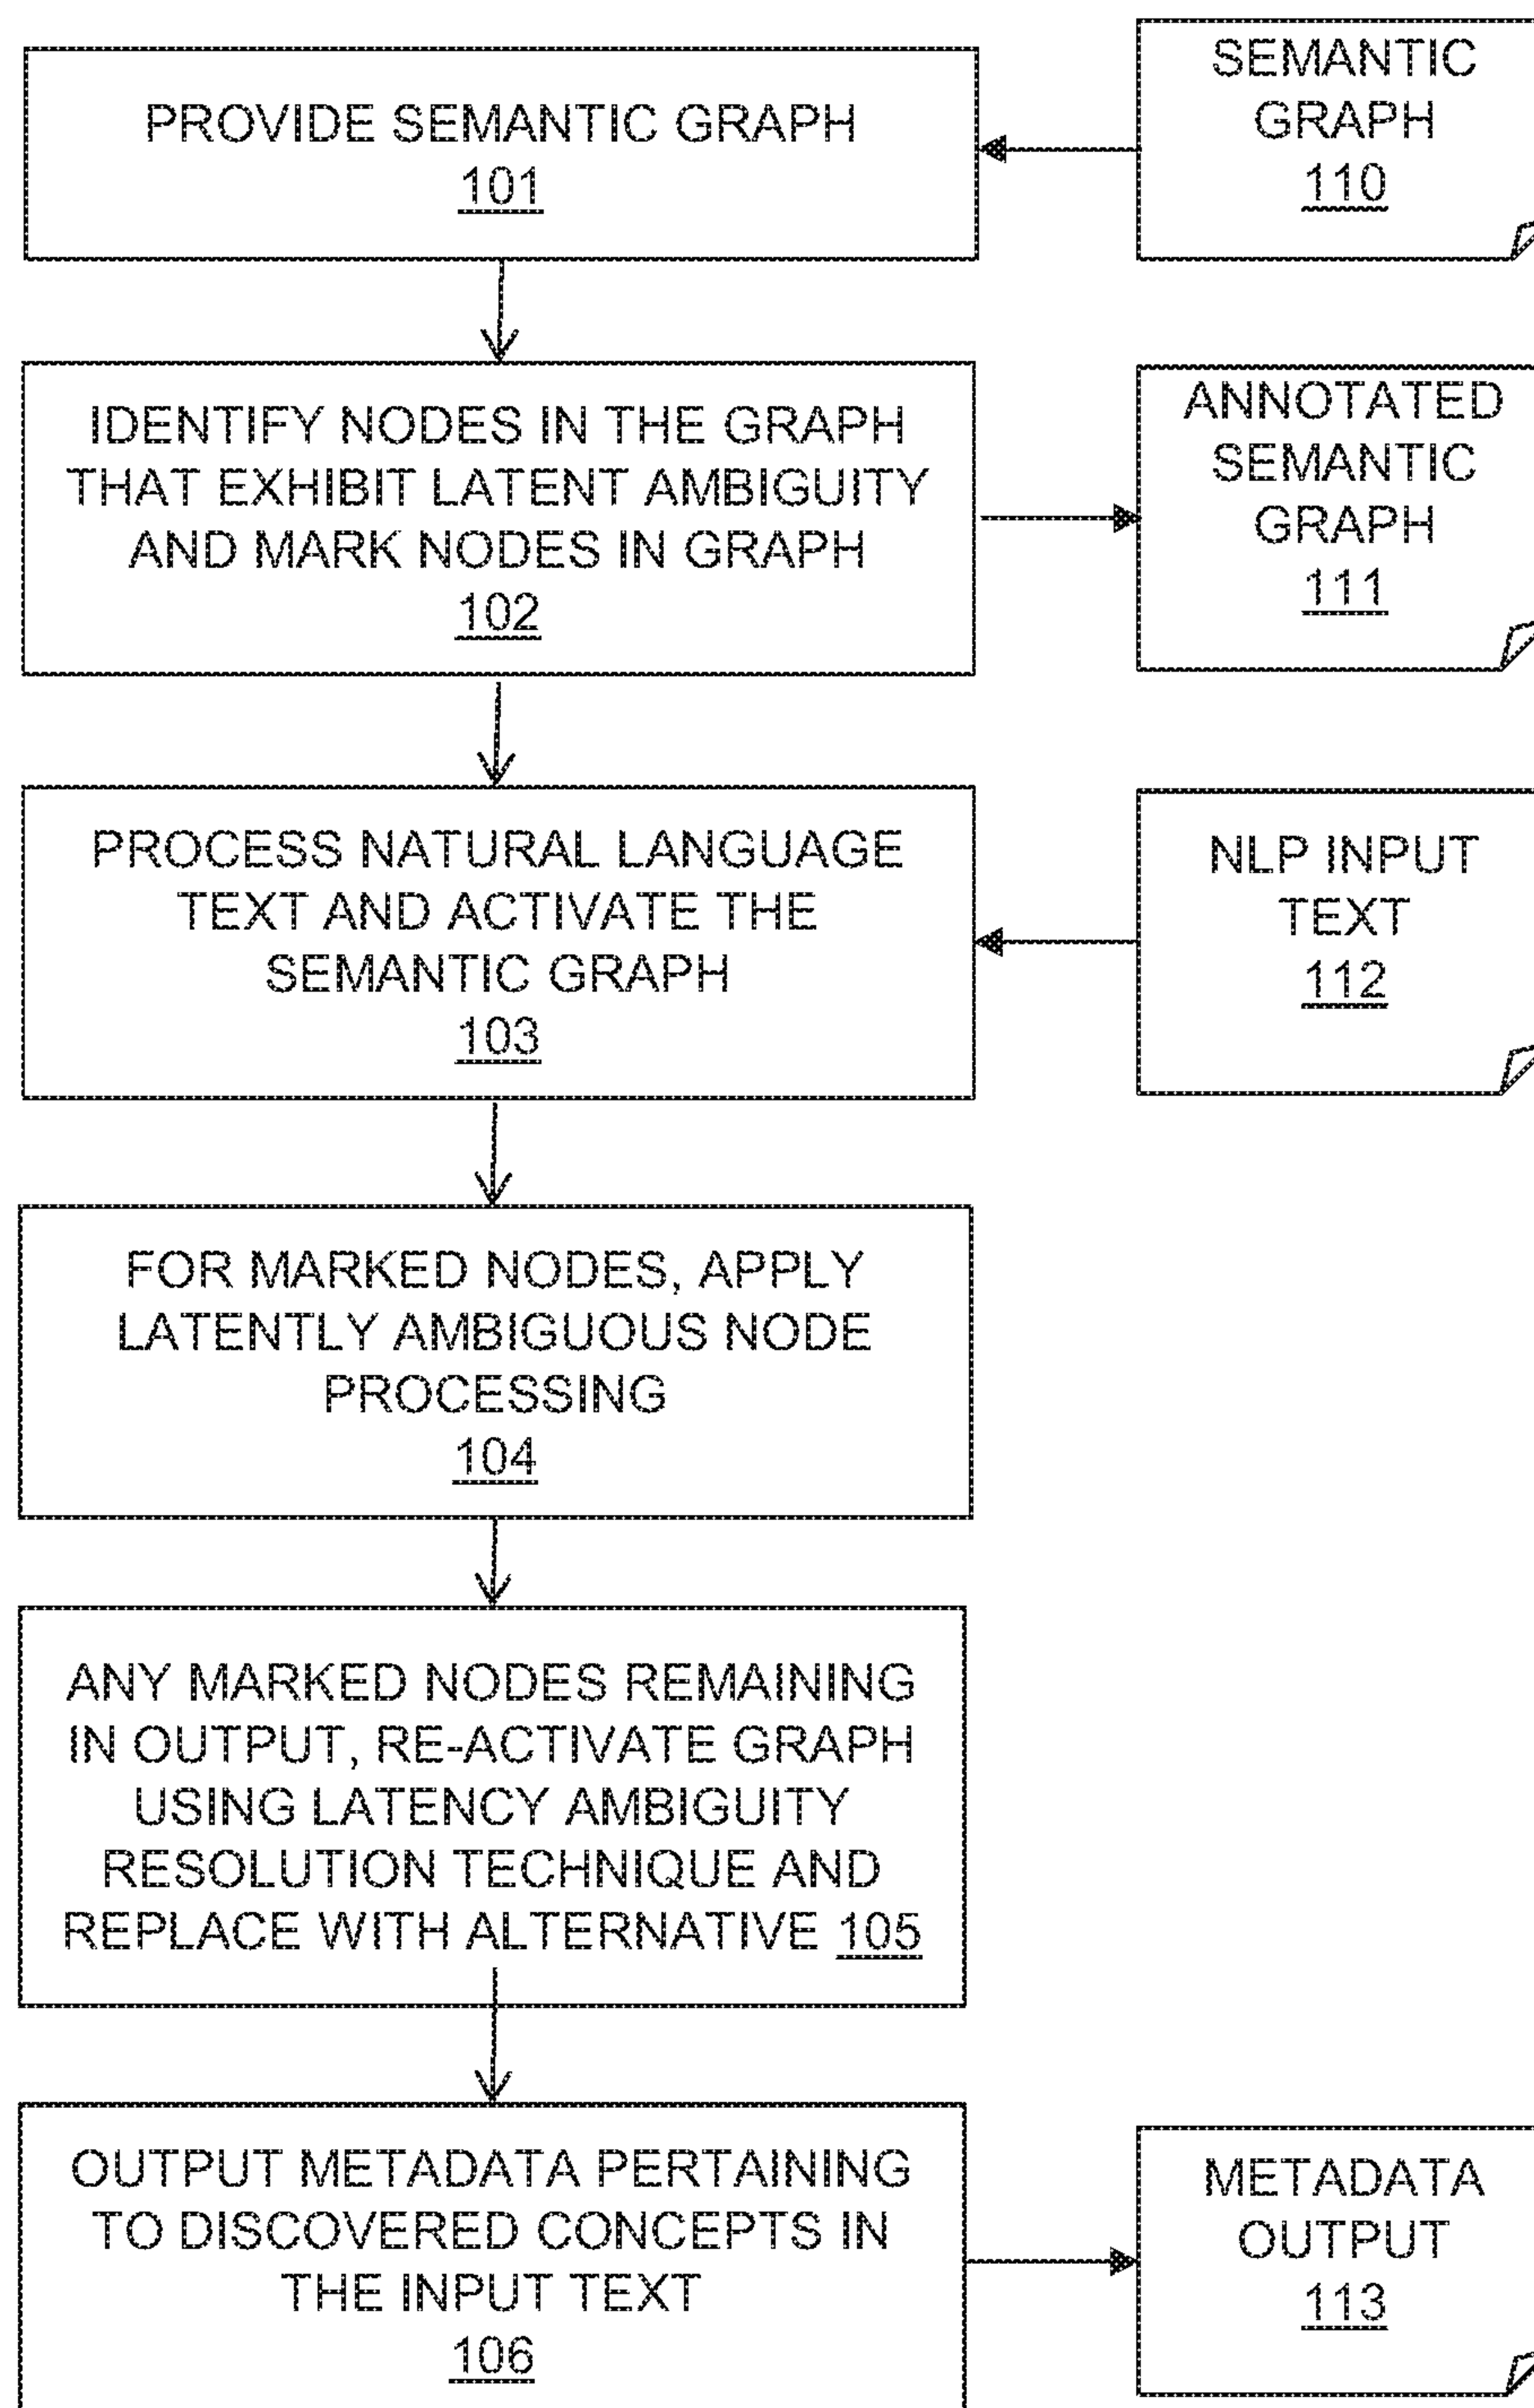 PROVIDE SEMANTIC GRAPH
101
SEMANTIC
GRAPH
110
IDENTIFY NODES IN THE GRAPH
THAT EXHIBIT LATENT AMBIGUITY
AND MARK NODES IN GRAPH
102
ANNOTATED
SEMANTIC
GRAPH
111
PROCESS NATURAL LANGUAGE
TEXT AND ACTIVATE THE
SEMANTIC GRAPH
103
NLP INPUT
TEXT
112
FOR MARKED NODES, APPLY
LATENTLY AMBIGUOUS NODE
PROCESSING
104
ANY MARKED NODES REMAINING
IN OUTPUT, RE-ACTIVATE GRAPH
USING LATENCY AMBIGUITY
RESOLUTION TECHNIQUE AND
REPLACE WITH ALTERNATIVE 105
OUTPUT METADATA PERTAINING
TO DISCOVERED CONCEPTS IN
THE INPUT TEXT
106
METADATA
OUTPUT
113